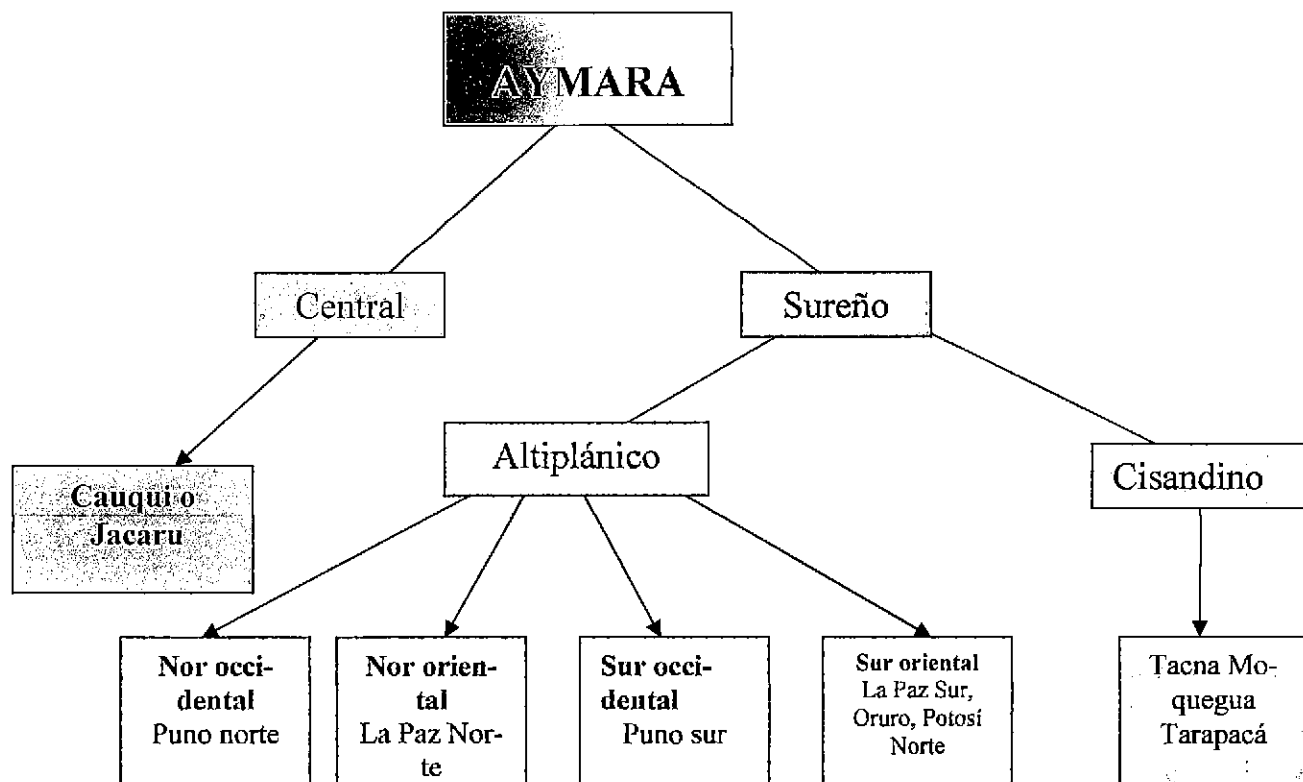 AYMARA
Central
Sureño
Altiplánico
Cisandino
Cauqui o
Jacaru
Nor occi-
dental
Puno norte
Nor orien-
tal
La Paz Nor-
te
Sur occi-
dental
Puno sur
Sur oriental
La Paz Sur,
Oruro, Potosí
Norte
Tacna Mo-
quegua
Tarapacá